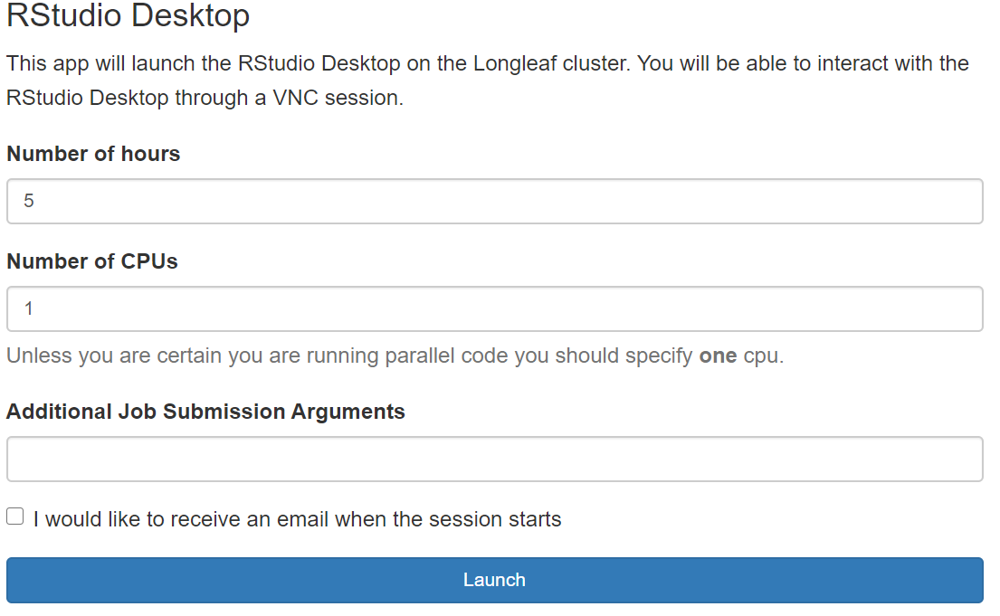 RStudio Desktop
This app will launch the RStudio Desktop on the Longleaf cluster. You will be able to interact with the
RStudio Desktop through a VNC session.
Number of hours
5
Number of CPUs
1
Unless you are certain you are running parallel code you should specify one cpu.
Additional Job Submission Arguments
I would like to receive an email when the session starts
Launch